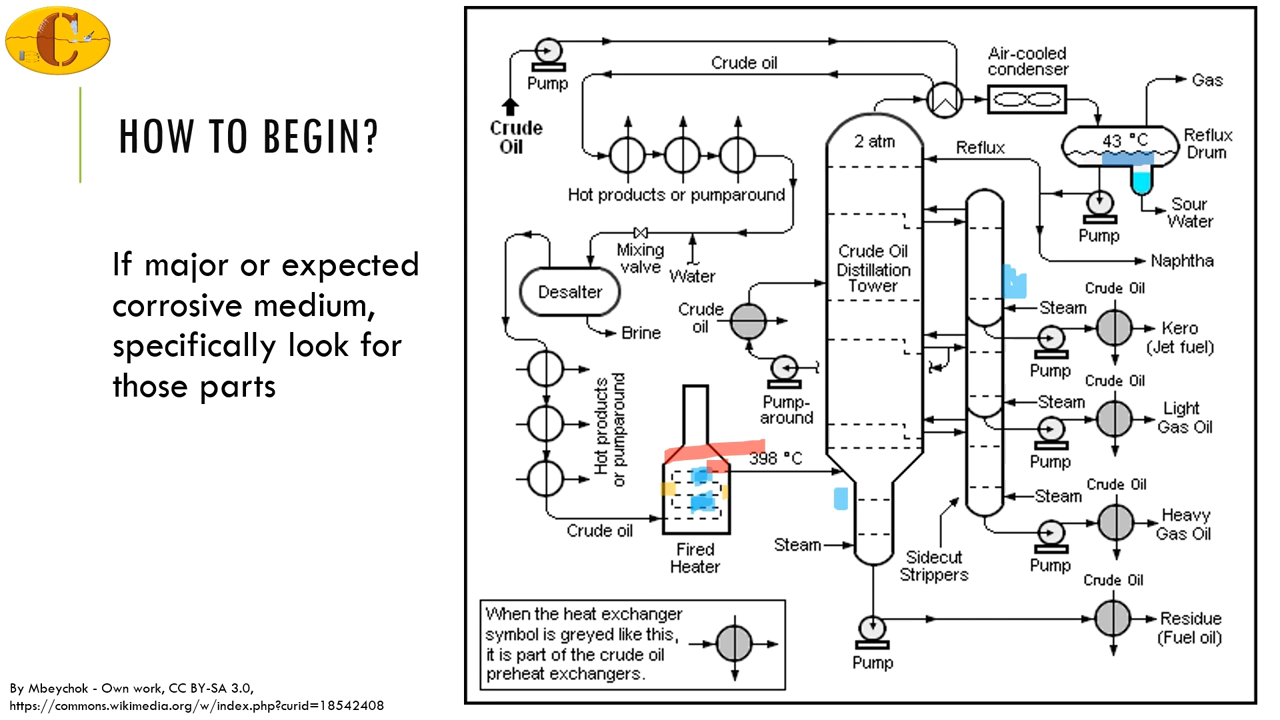 HOW TO BEGIN?
If major or expected
corrosive medium,
specifically look for
those parts
By Mbeychok - Own work, CC BY-SA 3.0,
https://commons.wikimedia.org/w/index.php?curid=18542408
Pump
Crude oil
Crude
Oil
Air-cooled
condenser
Gas
2 atm
43 °C
Reflux
Drum
Reflux
Hot products or pumparound
Sour
Water
Pump
Mixing
valve
Water
Naphtha
Crude Oil
Distillation
Tower
Desalter
Brine
Crude
oil
Crude Oil
Steam
Pump
Kero
(Jet fuel)
Pump-
around
Hot products
or pumparound
Crude Oil
Steam
Pump
Light
Gas Oil
398 °C
Crude oil
Fired
Heater
Steam
Sidecut
Strippers
Crude Oil
Steam
Pump
Heavy
Gas Oil
Crude Oil
Pump
Residue
(Fuel oil)
When the heat exchanger
symbol is greyed like this,
it is part of the crude oil
preheat exchangers.